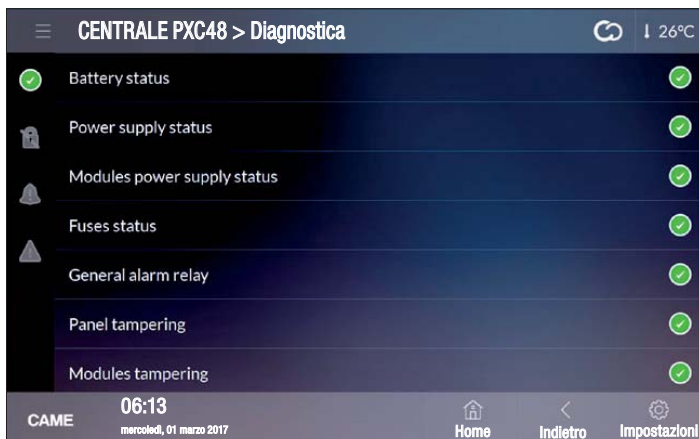 CENTRALE PXC48 > Diagnostica
26°C
Battery status
Power supply status
Modules power supply status
Fuses status
General alarm relay
Panel tampering
Modules tampering
CAME
06:13
mercoledì, 01 marzo 2017
Home
Indietro
Impostazioni